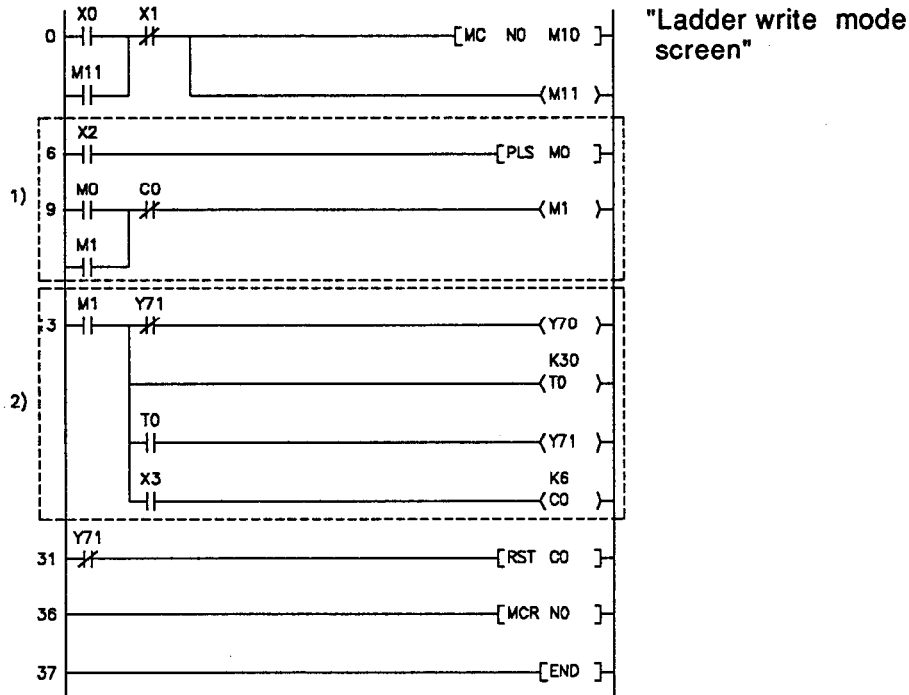 "Ladder write mode
screen"
X0 X1
0 [MC N0 M10 ]
M11
(M11 )
X2
6 [PLS M0 ]
1)
M0 C0
9 (M1 )
M1
M1 Y71
3 (Y70 )
K30
(T0 )
2)
T0
(Y71 )
X3 K6
(C0 )
Y71
31 [RST C0 ]
36 [MCR N0 ]
37 [END ]